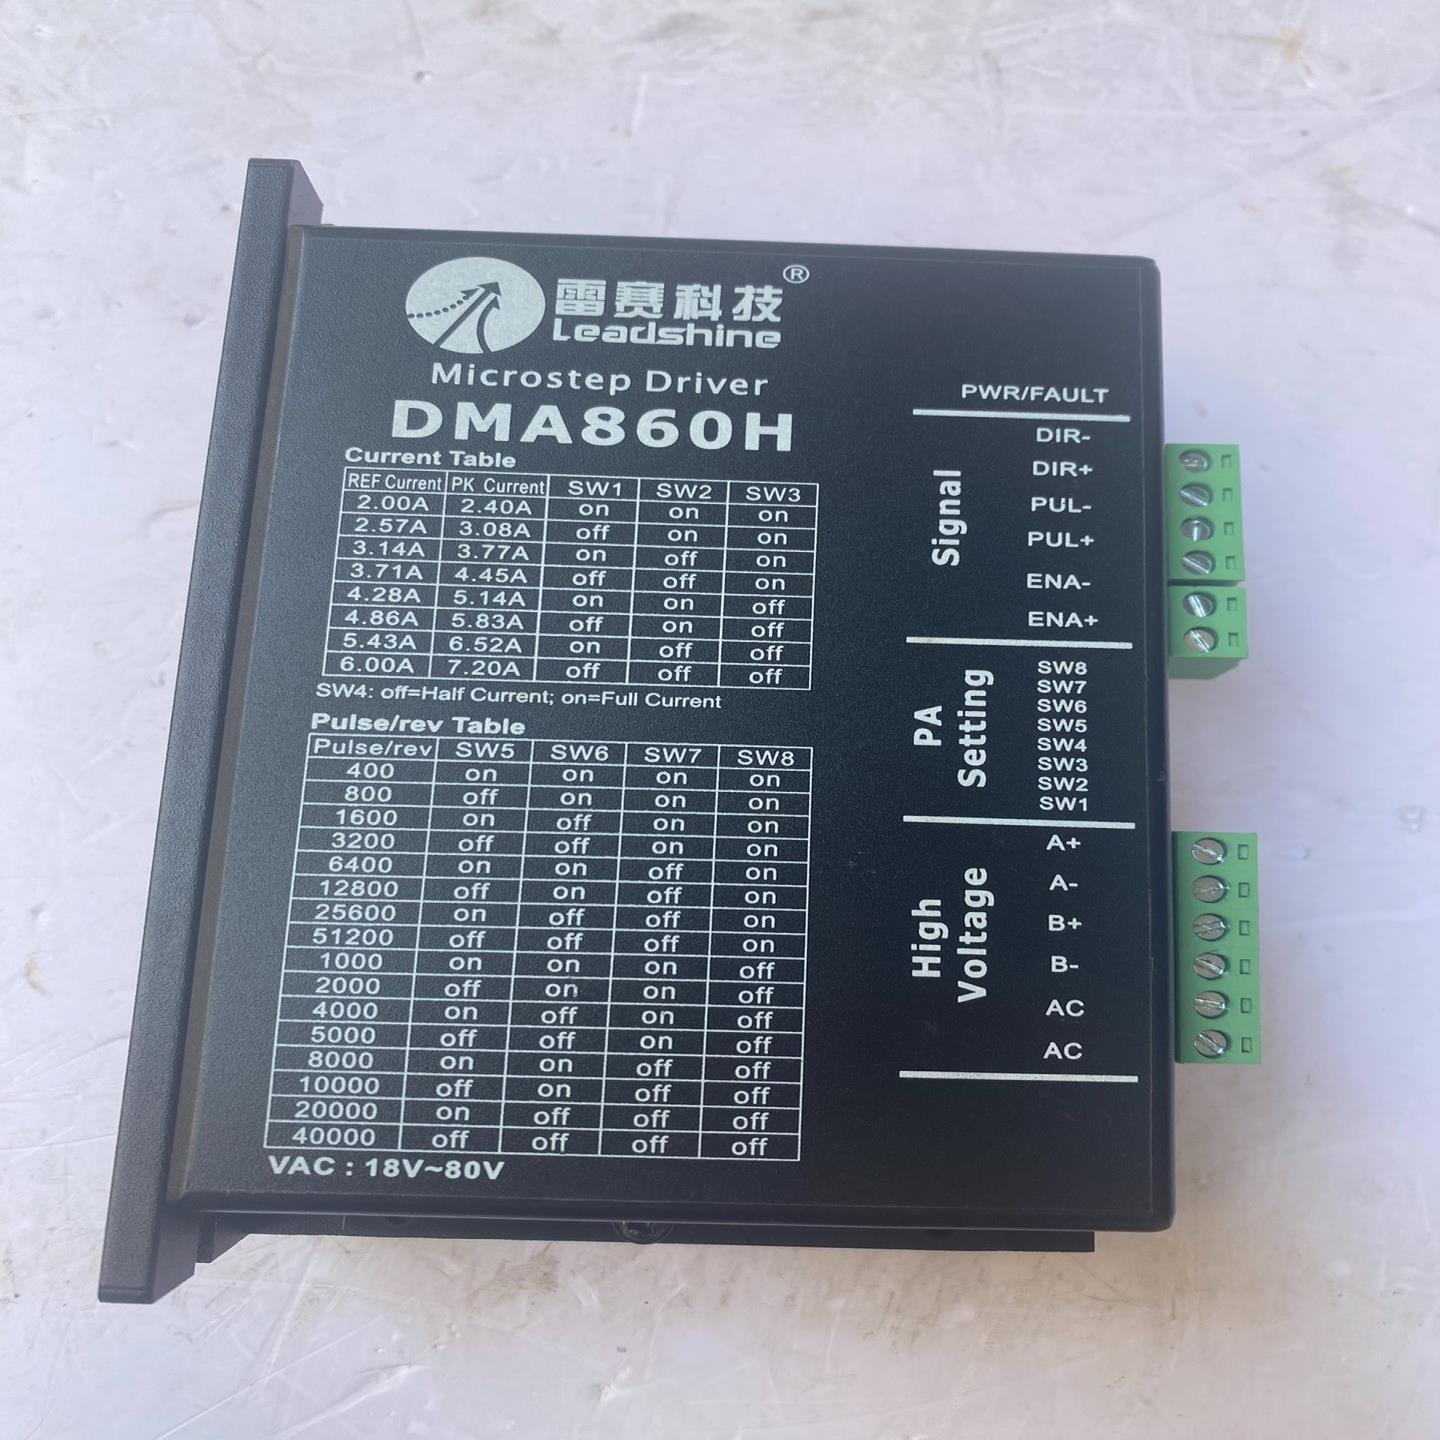 雷赛科技®
Leadshine
Microstep Driver
DMA860H
Current Table
REF Current PK Current SW1 SW2 SW3
2.00A 2.40A on on on
2.57A 3.08A off on on
3.14A 3.77A on off on
3.71A 4.45A off off on
4.28A 5.14A on on off
4.86A 5.83A off on off
5.43A 6.52A on off off
6.00A 7.20A off off off
SW4: off=Half Current; on=Full Current
Pulse/rev Table
Pulse/rev SW5 SW6 SW7 SW8
400 on on on on
800 off on on on
1600 on off on on
3200 off off on on
6400 on on off on
12800 off on off on
25600 on off off on
51200 off off off on
1000 on on on off
2000 off on on off
4000 on off on off
5000 off off on off
8000 on on off off
10000 off on off off
20000 on off off off
40000 off off off off
VAC : 18V~80V
PWR/FAULT
Signal
DIR-
DIR+
PUL-
PUL+
ENA-
ENA+
PA
Setting
SW8
SW7
SW6
SW5
SW4
SW3
SW2
SW1
High
Voltage
A+
A-
B+
B-
AC
AC